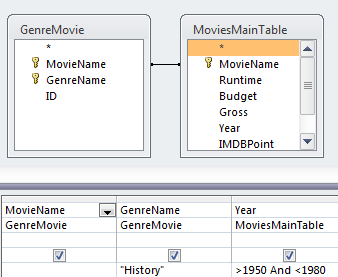 GenreMovie
*
MovieName
GenreName
ID
MoviesMainTable
*
MovieName
Runtime
Budget
Gross
Year
IMDBPoint
MovieName GenreName Year
GenreMovie GenreMovie MoviesMainTable
"History" >1950 And <1980